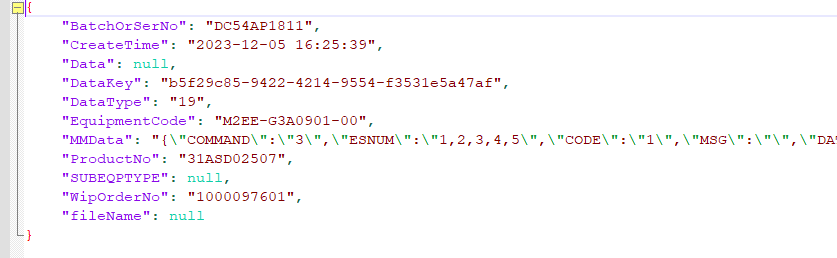 {
"BatchOrSerNo": "DC54AP1811",
"CreateTime": "2023-12-05 16:25:39",
"Data": null,
"DataKey": "b5f29c85-9422-4214-9554-f3531e5a47af",
"DataType": "19",
"EquipmentCode": "M2EE-G3A0901-00",
"MMData": "{\"COMMAND\":\"3\",\"ESNUM\":\"1,2,3,4,5\",\"CODE\":\"1\",\"MSG\":\"\",\"DA
"ProductNo": "31ASD02507",
"SUBEQPTYPE": null,
"WipOrderNo": "1000097601",
"fileName": null
}